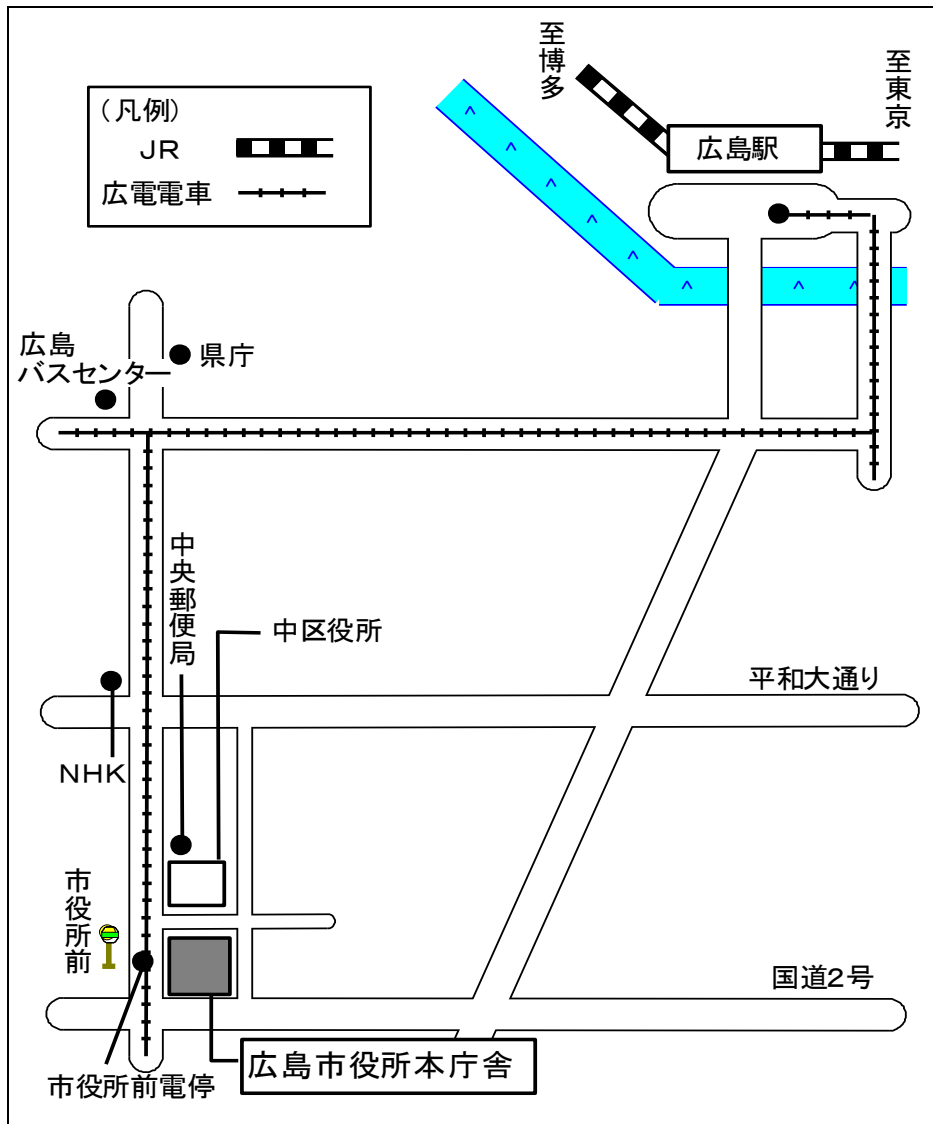 至博多
至東京
(凡例)
JR
広電電車
広島駅
広島
バスセンター
県庁
中央郵便局
中区役所
平和大通り
NHK
市役所前
国道2号
広島市役所本庁舎
市役所前電停